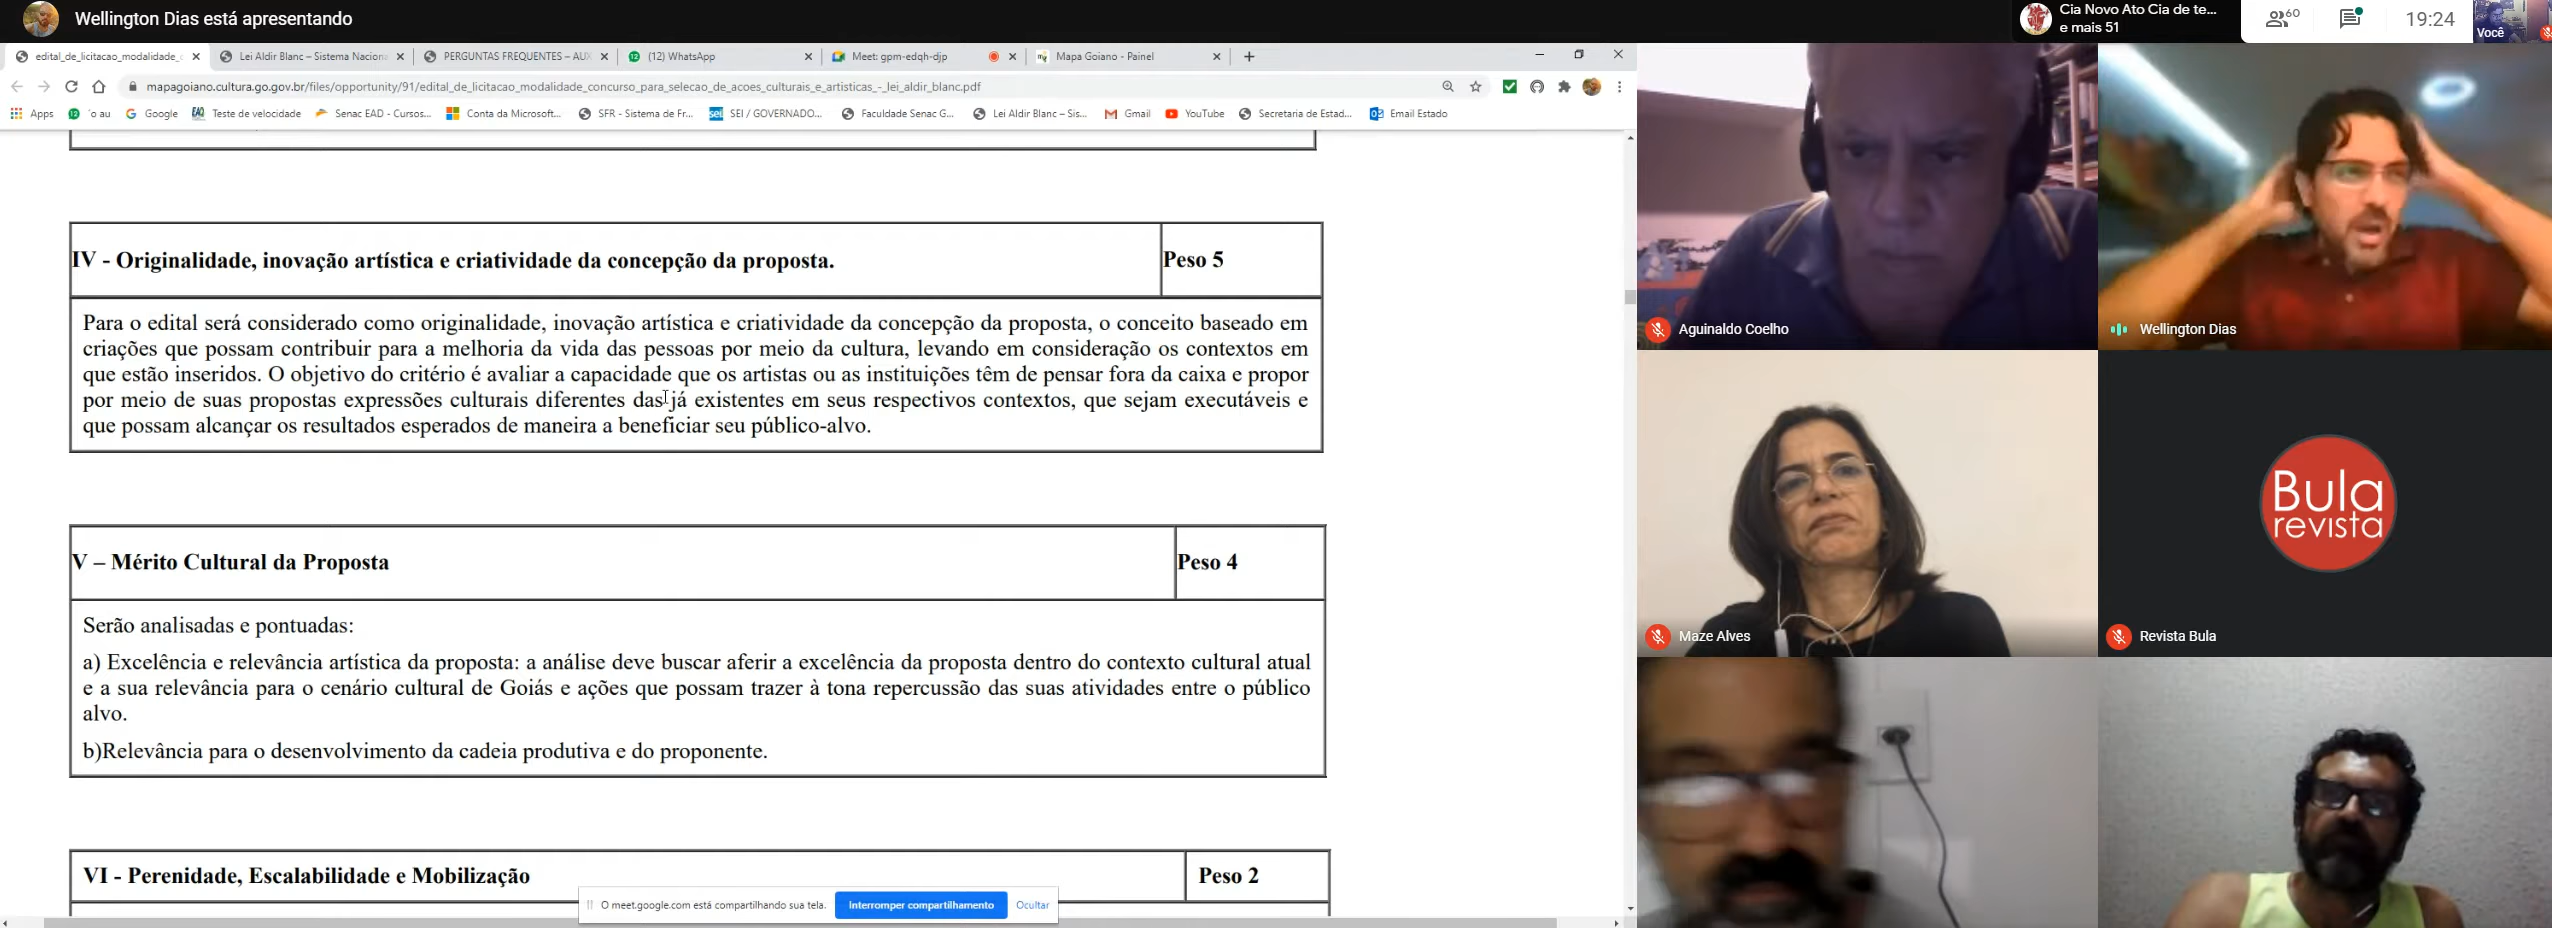 Wellington Dias está apresentando
Cia Novo Ato Cia de te...
e mais 51
60
19:24
Você
edital_de_licitacao_modalidade_c
Lei Aldir Blanc – Sistema Nacion
PERGUNTAS FREQUENTES – AUX
(12) WhatsApp
Meet: gpm-edqh-djp
Mapa Goiano - Painel
mapagoiano.cultura.go.gov.br/files/opportunity/91/edital_de_licitacao_modalidade_concurso_para_selecao_de_acoes_culturais_e_artisticas_-_lei_aldir_blanc.pdf
Apps
12
'o au
Google
Teste de velocidade
Senac EAD - Cursos...
Conta da Microsoft...
SFR - Sistema de Fr...
sei
SEI / GOVERNADO...
Faculdade Senac G...
Lei Aldir Blanc – Sis...
Gmail
YouTube
Secretaria de Estad...
Email Estado
IV - Originalidade, inovação artística e criatividade da concepção da proposta.
Peso 5
Para o edital será considerado como originalidade, inovação artística e criatividade da concepção da proposta, o conceito baseado em
criações que possam contribuir para a melhoria da vida das pessoas por meio da cultura, levando em consideração os contextos em
que estão inseridos. O objetivo do critério é avaliar a capacidade que os artistas ou as instituições têm de pensar fora da caixa e propor
por meio de suas propostas expressões culturais diferentes das já existentes em seus respectivos contextos, que sejam executáveis e
que possam alcançar os resultados esperados de maneira a beneficiar seu público-alvo.
V – Mérito Cultural da Proposta
Peso 4
Serão analisadas e pontuadas:
a) Excelência e relevância artística da proposta: a análise deve buscar aferir a excelência da proposta dentro do contexto cultural atual
e a sua relevância para o cenário cultural de Goiás e ações que possam trazer à tona repercussão das suas atividades entre o público
alvo.
b)Relevância para o desenvolvimento da cadeia produtiva e do proponente.
VI - Perenidade, Escalabilidade e Mobilização
Peso 2
O meet.google.com está compartilhando sua tela.
Interromper compartilhamento
Ocultar
Aguinaldo Coelho
Wellington Dias
Maze Alves
Bula
revista
Revista Bula